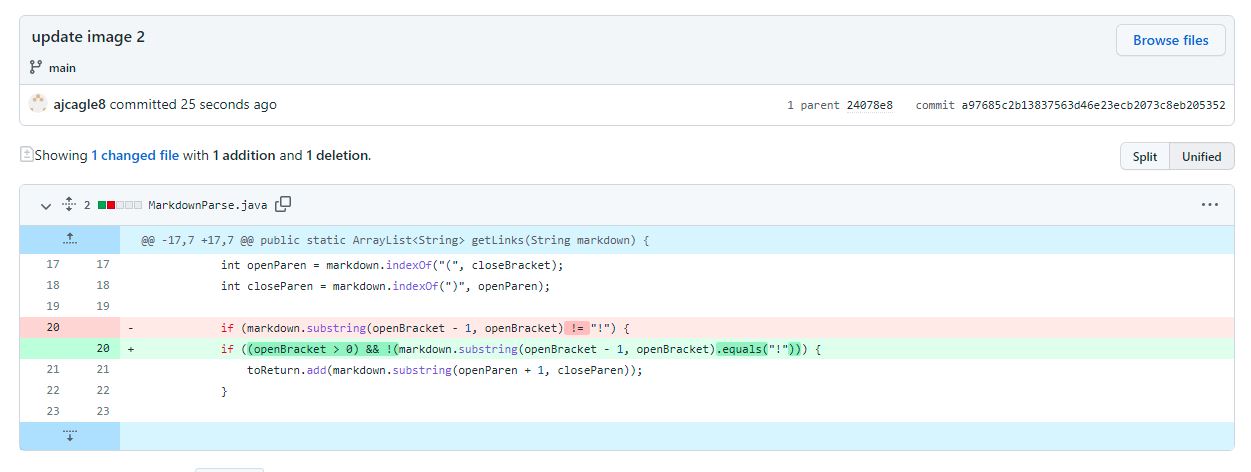 update image 2
Browse files
main
ajcagle8 committed 25 seconds ago
1 parent 24078e8 commit a97685c2b13837563d46e23ecb2073c8eb205352
Showing 1 changed file with 1 addition and 1 deletion.
Split Unified
2 MarkdownParse.java
@@ -17,7 +17,7 @@ public static ArrayList<String> getLinks(String markdown) {
17 17 int openParen = markdown.indexOf("(", closeBracket);
18 18 int closeParen = markdown.indexOf(")", openParen);
19 19
20 - if (markdown.substring(openBracket - 1, openBracket) != "!") {
20 + if ((openBracket > 0) && !(markdown.substring(openBracket - 1, openBracket).equals("!"))) {
21 21 toReturn.add(markdown.substring(openParen + 1, closeParen));
22 22 }
23 23